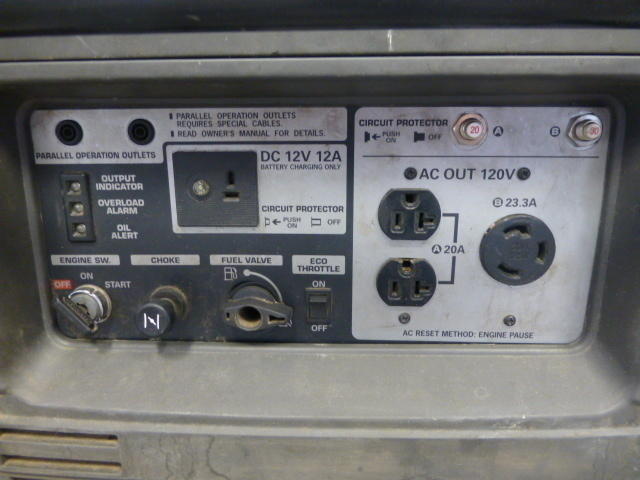 PARALLEL OPERATION OUTLETS
REQUIRES SPECIAL CABLES.
READ OWNER'S MANUAL FOR DETAILS.
PARALLEL OPERATION OUTLETS
OUTPUT
INDICATOR
OVERLOAD
ALARM
OIL
ALERT
DC 12V 12A
BATTERY CHARGING ONLY
CIRCUIT PROTECTOR
PUSH
ON
OFF
ENGINE SW.
OFF
ON
START
CHOKE
FUEL VALVE
ECO
THROTTLE
ON
OFF
CIRCUIT PROTECTOR
PUSH
ON
OFF
20
A
B
30
AC OUT 120V
A 20A
B 23.3A
AC RESET METHOD: ENGINE PAUSE